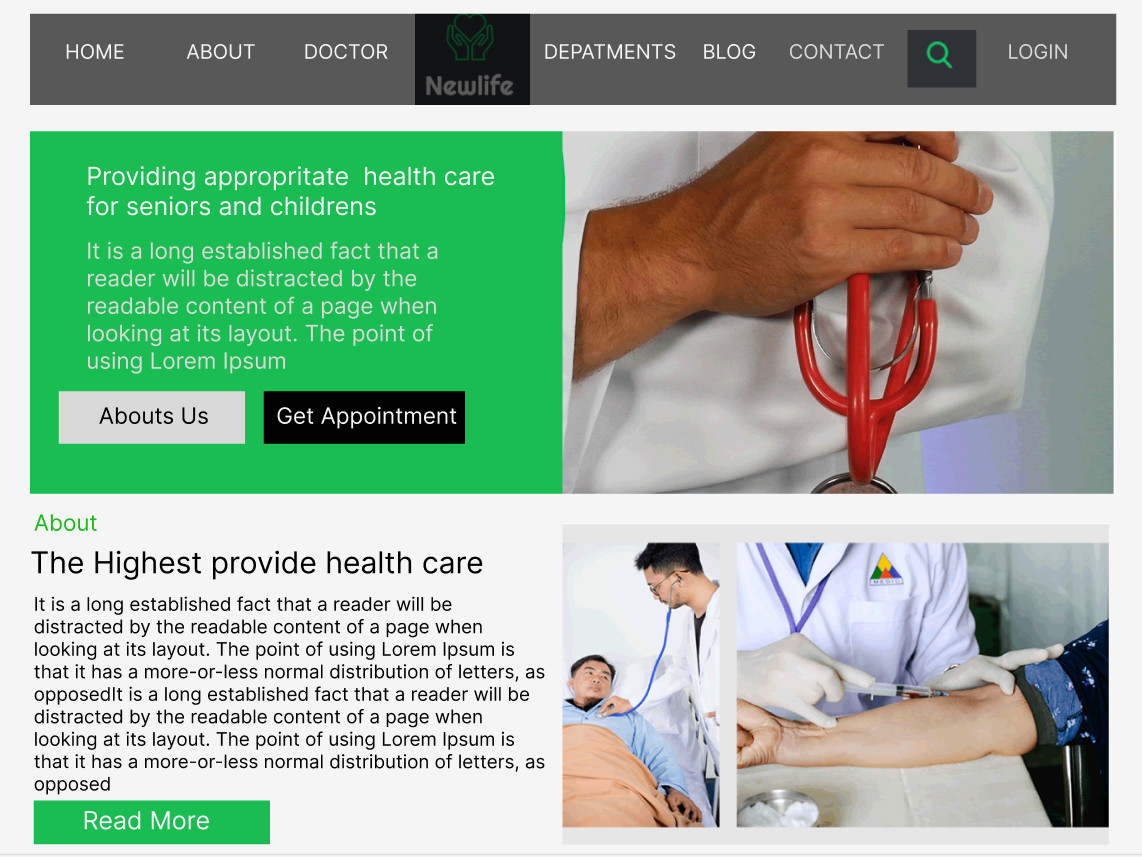 HOME ABOUT DOCTOR Newlife DEPATMENTS BLOG CONTACT LOGIN
Providing appropritate  health care
for seniors and childrens
It is a long established fact that a
reader will be distracted by the
readable content of a page when
looking at its layout. The point of
using Lorem Ipsum
Abouts Us Get Appointment
About
The Highest provide health care
It is a long established fact that a reader will be
distracted by the readable content of a page when
looking at its layout. The point of using Lorem Ipsum is
that it has a more-or-less normal distribution of letters, as
opposedIt is a long established fact that a reader will be
distracted by the readable content of a page when
looking at its layout. The point of using Lorem Ipsum is
that it has a more-or-less normal distribution of letters, as
opposed
Read More